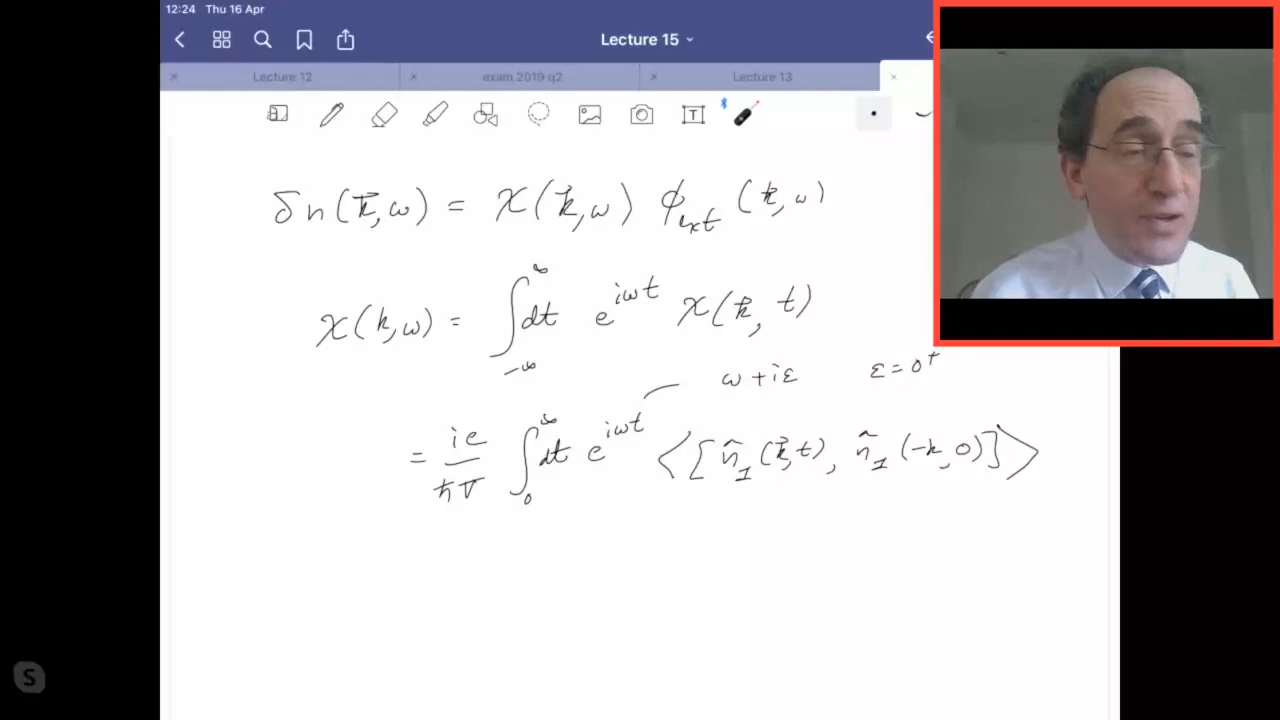 12:24 Thu 16 Apr
Lecture 15
Lecture 12 exam 2019 q2 Lecture 13
T
δn(k⃗,ω) = χ(k⃗,ω) ϕ_ext (k⃗,ω)
χ(k,ω) = ∫_{-∞}^{∞} dt e^{iωt} χ(k⃗, t)
ω + iε ε = 0⁺
= ie/ħV ∫_0^∞ dt e^{iωt} ⟨[n̂_I(k⃗,t), n̂_I(-k,0)]⟩
S